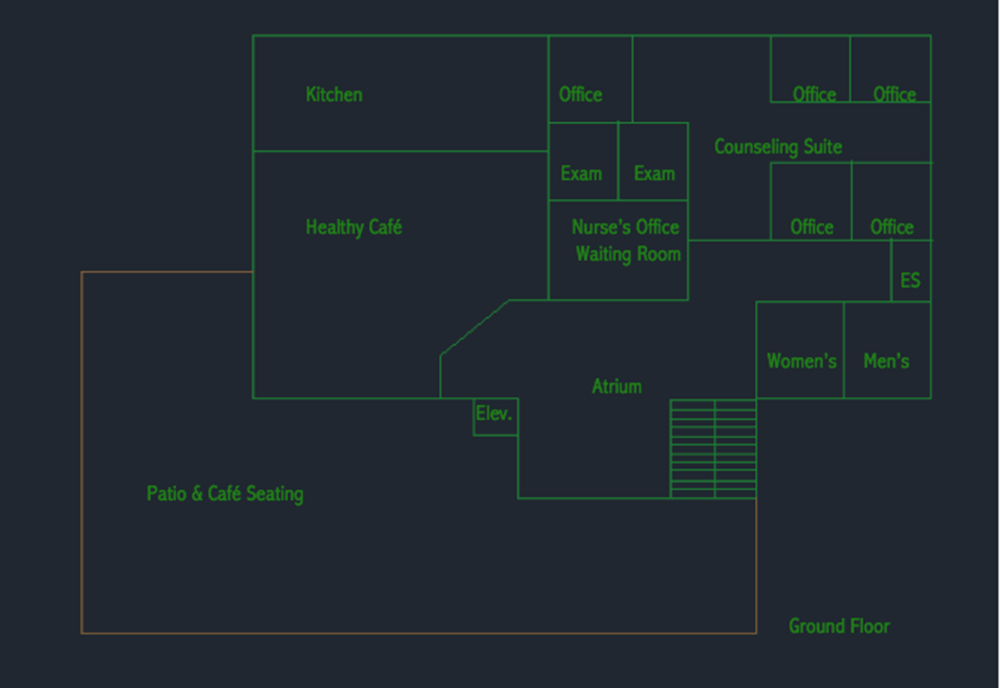 Kitchen
Office
Office
Office
Counseling Suite
Exam
Exam
Healthy Café
Nurse's Office
Waiting Room
Office
Office
ES
Women's
Men's
Atrium
Elev.
Patio & Café Seating
Ground Floor